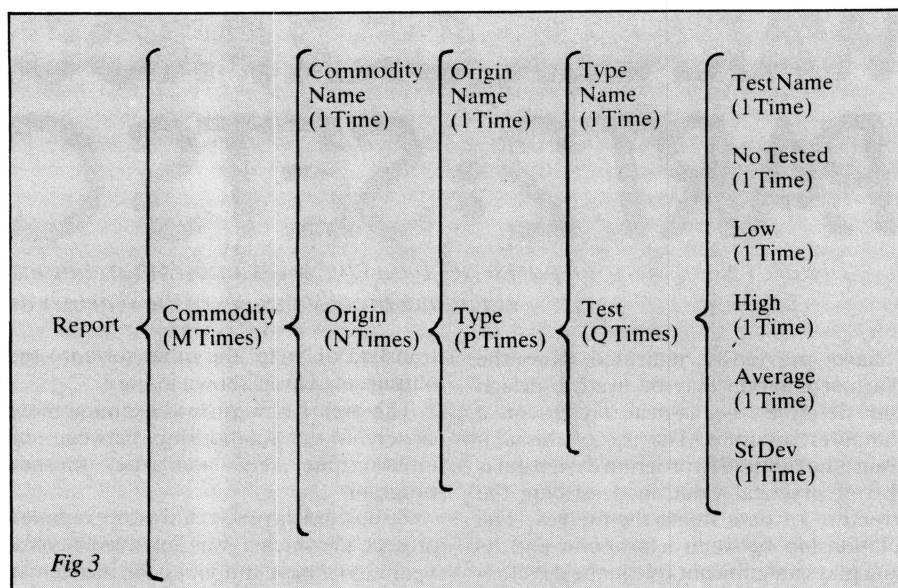 Commodity
Name
(1 Time)
Origin
Name
(1 Time)
Type
Name
(1 Time)
Test Name
(1 Time)
No Tested
(1 Time)
Low
(1 Time)
Report
Commodity
(M Times)
Origin
(N Times)
Type
(P Times)
Test
(Q Times)
High
(1 Time)
Average
(1 Time)
St Dev
(1 Time)
Fig 3